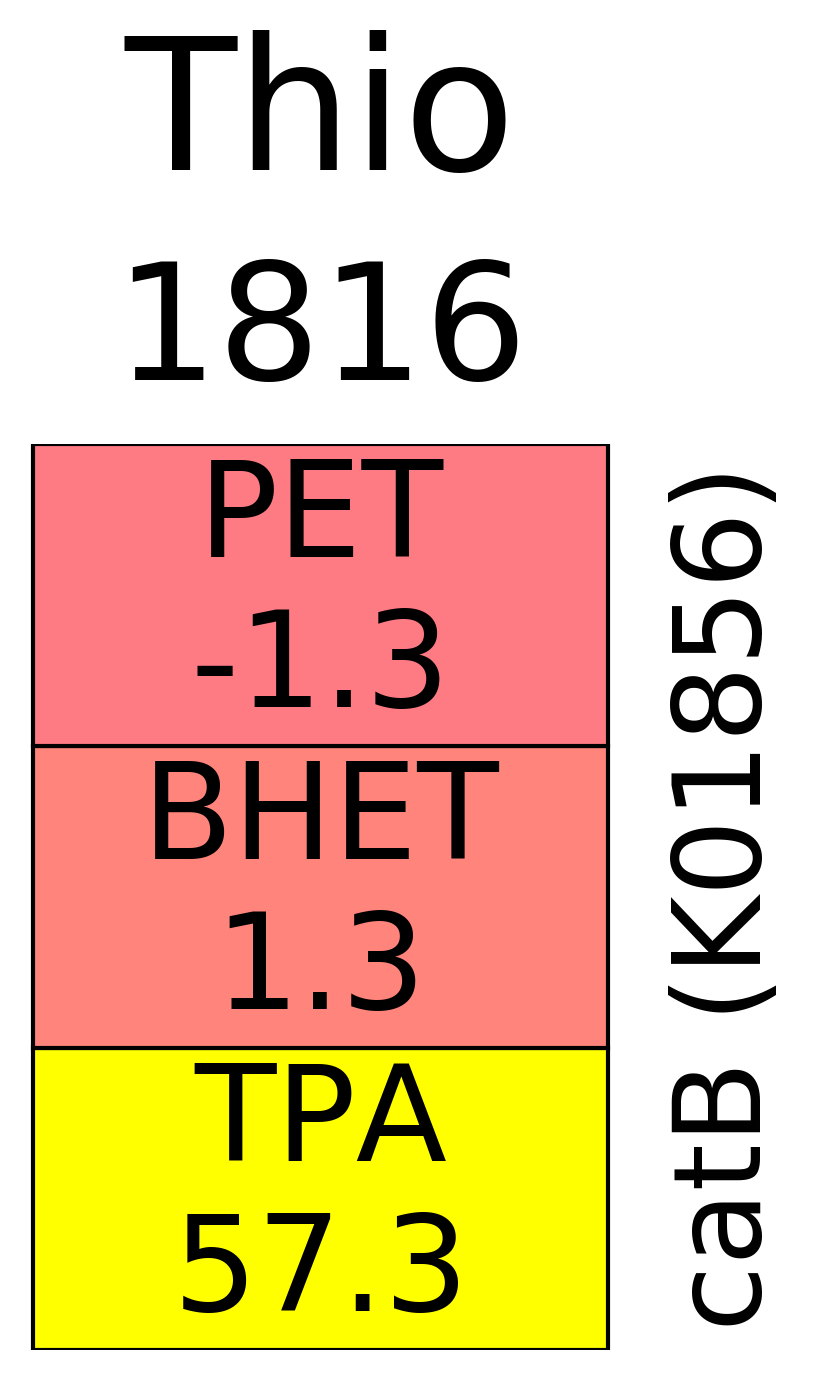 Thio
1816
PET
-1.3
BHET
1.3
TPA
57.3
catB (K01856)